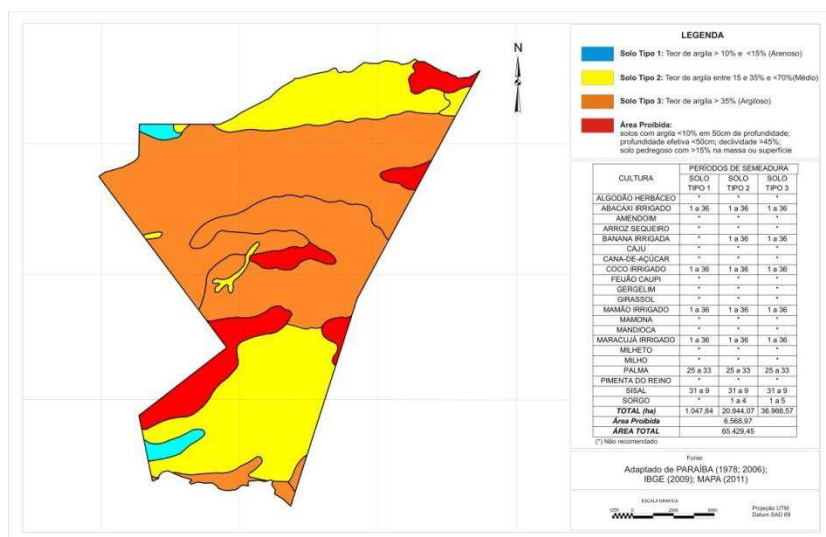 N
LEGENDA
Solo Tipo 1: Teor de argila > 10% e <15% (Arenoso)
Solo Tipo 2: Teor de argila entre 15 e 35% e <70%(Médio)
Solo Tipo 3: Teor de argila > 35% (Argiloso)
Área Proibida:
solos com argila <10% em 50cm de profundidade;
profundidade efetiva <50cm; declividade >45%;
solo pedregoso com >15% na massa ou superfície
CULTURA PERÍODOS DE SEMEADURA
SOLO TIPO 1 SOLO TIPO 2 SOLO TIPO 3
ALGODÃO HERBÁCEO * * *
ABACAXI IRRIGADO 1 a 36 1 a 36 1 a 36
AMENDOIM * * *
ARROZ SEQUEIRO * * *
BANANA IRRIGADA * 1 a 36 1 a 36
CAJU * * *
CANA-DE-AÇÚCAR * * *
COCO IRRIGADO 1 a 36 1 a 36 1 a 36
FEIJÃO CAUPI * * *
GERGELIM * * *
GIRASSOL * * *
MAMÃO IRRIGADO 1 a 36 1 a 36 1 a 36
MAMONA * * *
MANDIOCA * * *
MARACUJÁ IRRIGADO 1 a 36 1 a 36 1 a 36
MILHETO * * *
MILHO * * *
PALMA 25 a 33 25 a 33 25 a 33
PIMENTA DO REINO * * *
SISAL 31 a 9 31 a 9 31 a 9
SORGO * 1 a 4 1 a 5
TOTAL (ha) 1.047,84 20.844,07 36.968,57
Área Proibida 6.568,97
ÁREA TOTAL 65.429,45
(*) Não recomendado
Fonte
Adaptado de PARAÍBA (1978; 2006);
IBGE (2009); MAPA (2011)
ESCALA GRÁFICA
0
Projeção UTM
Datum SAD 69